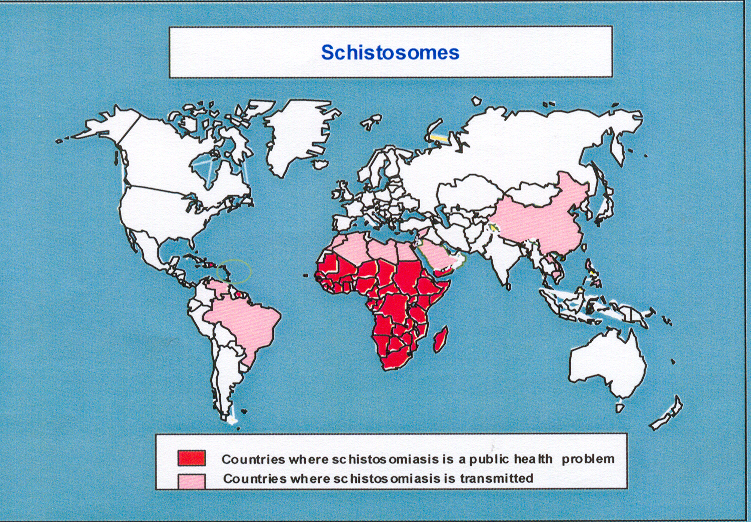 Schistosomes
Countries where schistosomiasis is a public health problem
Countries where schistosomiasis is transmitted